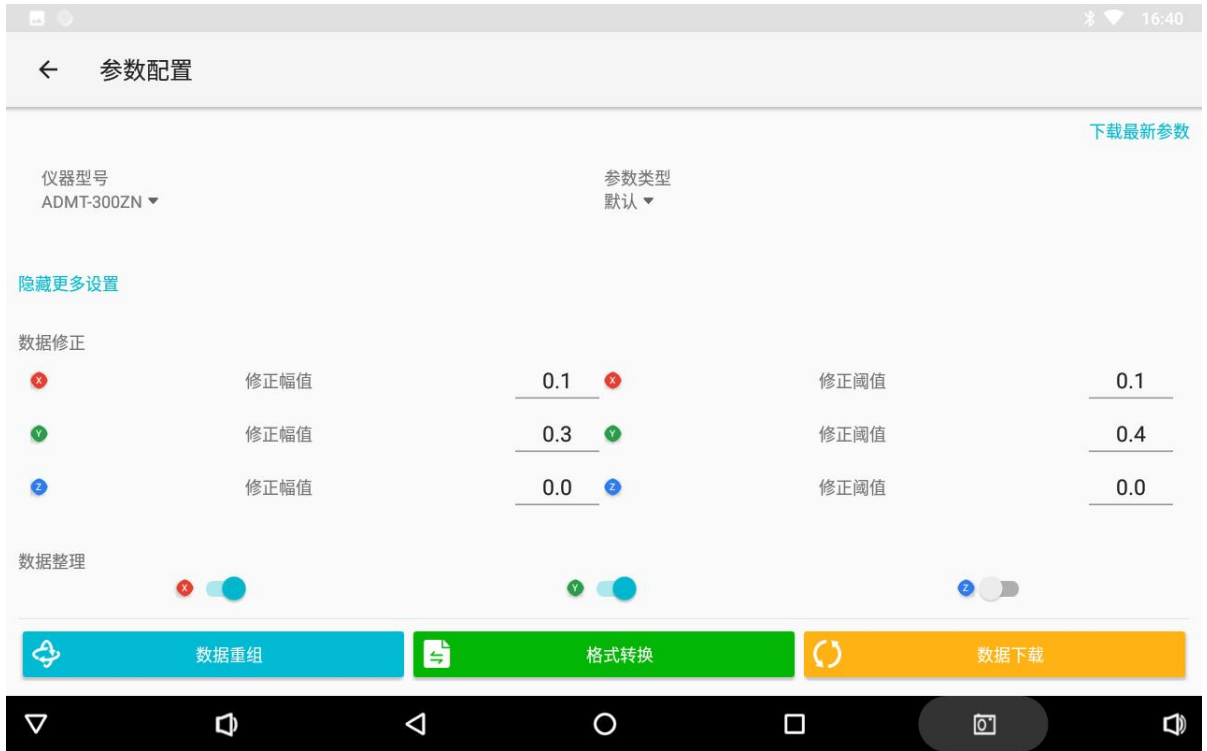 16:40
参数配置
下载最新参数
仪器型号 参数类型
ADMT-300ZN 默认
隐藏更多设置
数据修正
X 修正幅值 0.1 X 修正阈值 0.1
Y 修正幅值 0.3 Y 修正阈值 0.4
Z 修正幅值 0.0 Z 修正阈值 0.0
数据整理
X Y Z
数据重组 格式转换 数据下载